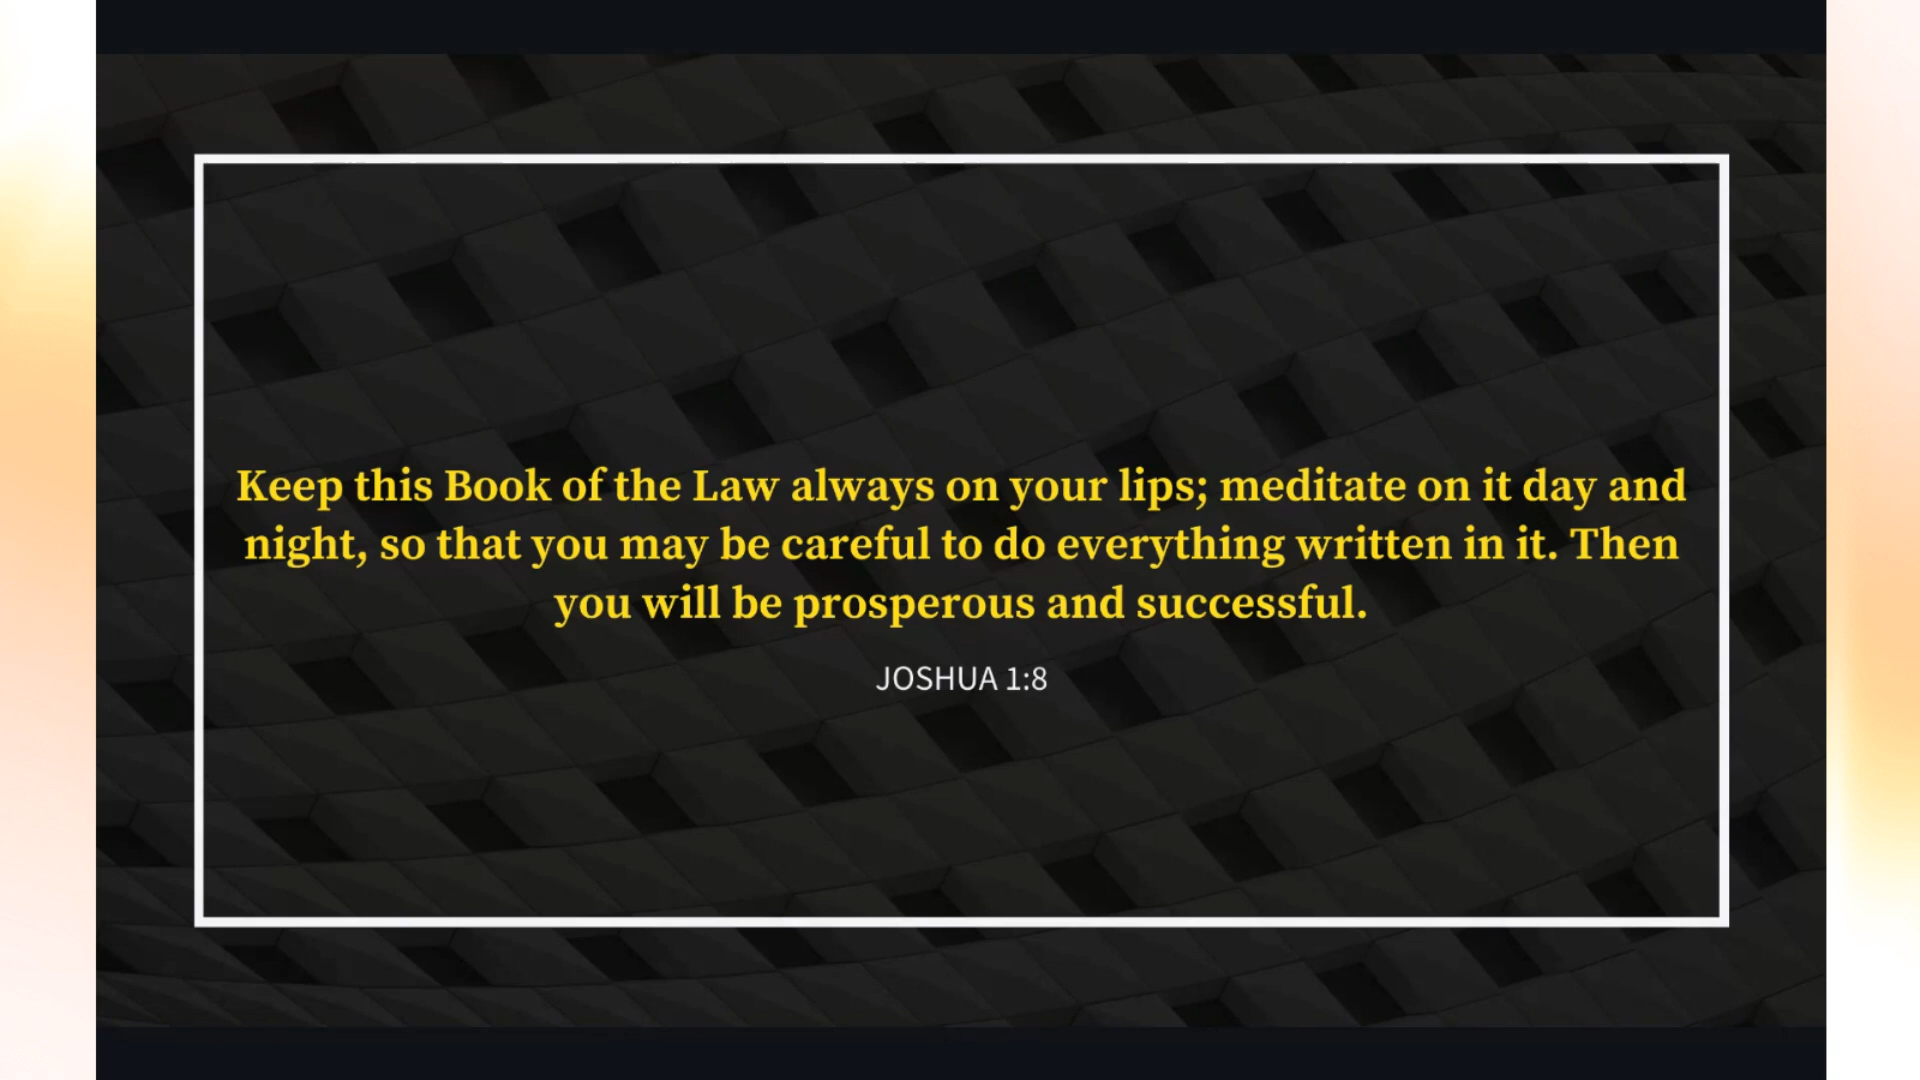 Keep this Book of the Law always on your lips; meditate on it day and
night, so that you may be careful to do everything written in it. Then
you will be prosperous and successful.
JOSHUA 1:8